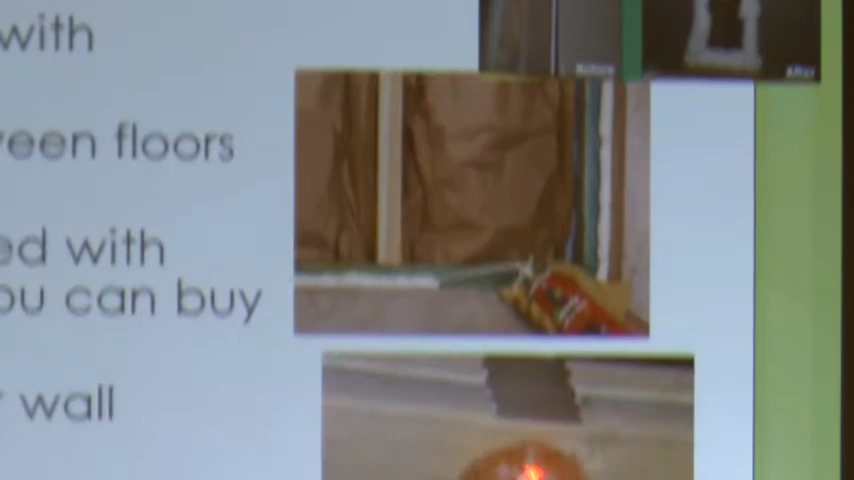 with
een floors
ed with
ou can buy
wall
Before
After